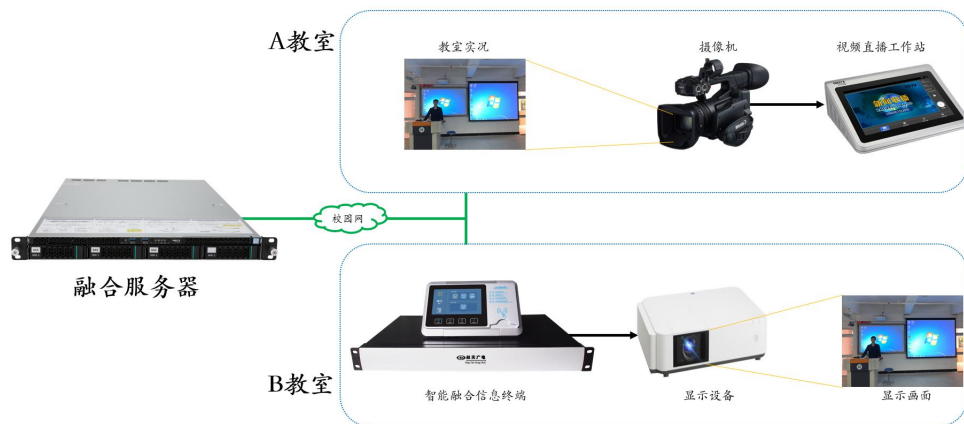 A教室
教室实况
摄像机
视频直播工作站
校园网
融合服务器
智能融合信息终端
显示设备
显示画面
B教室